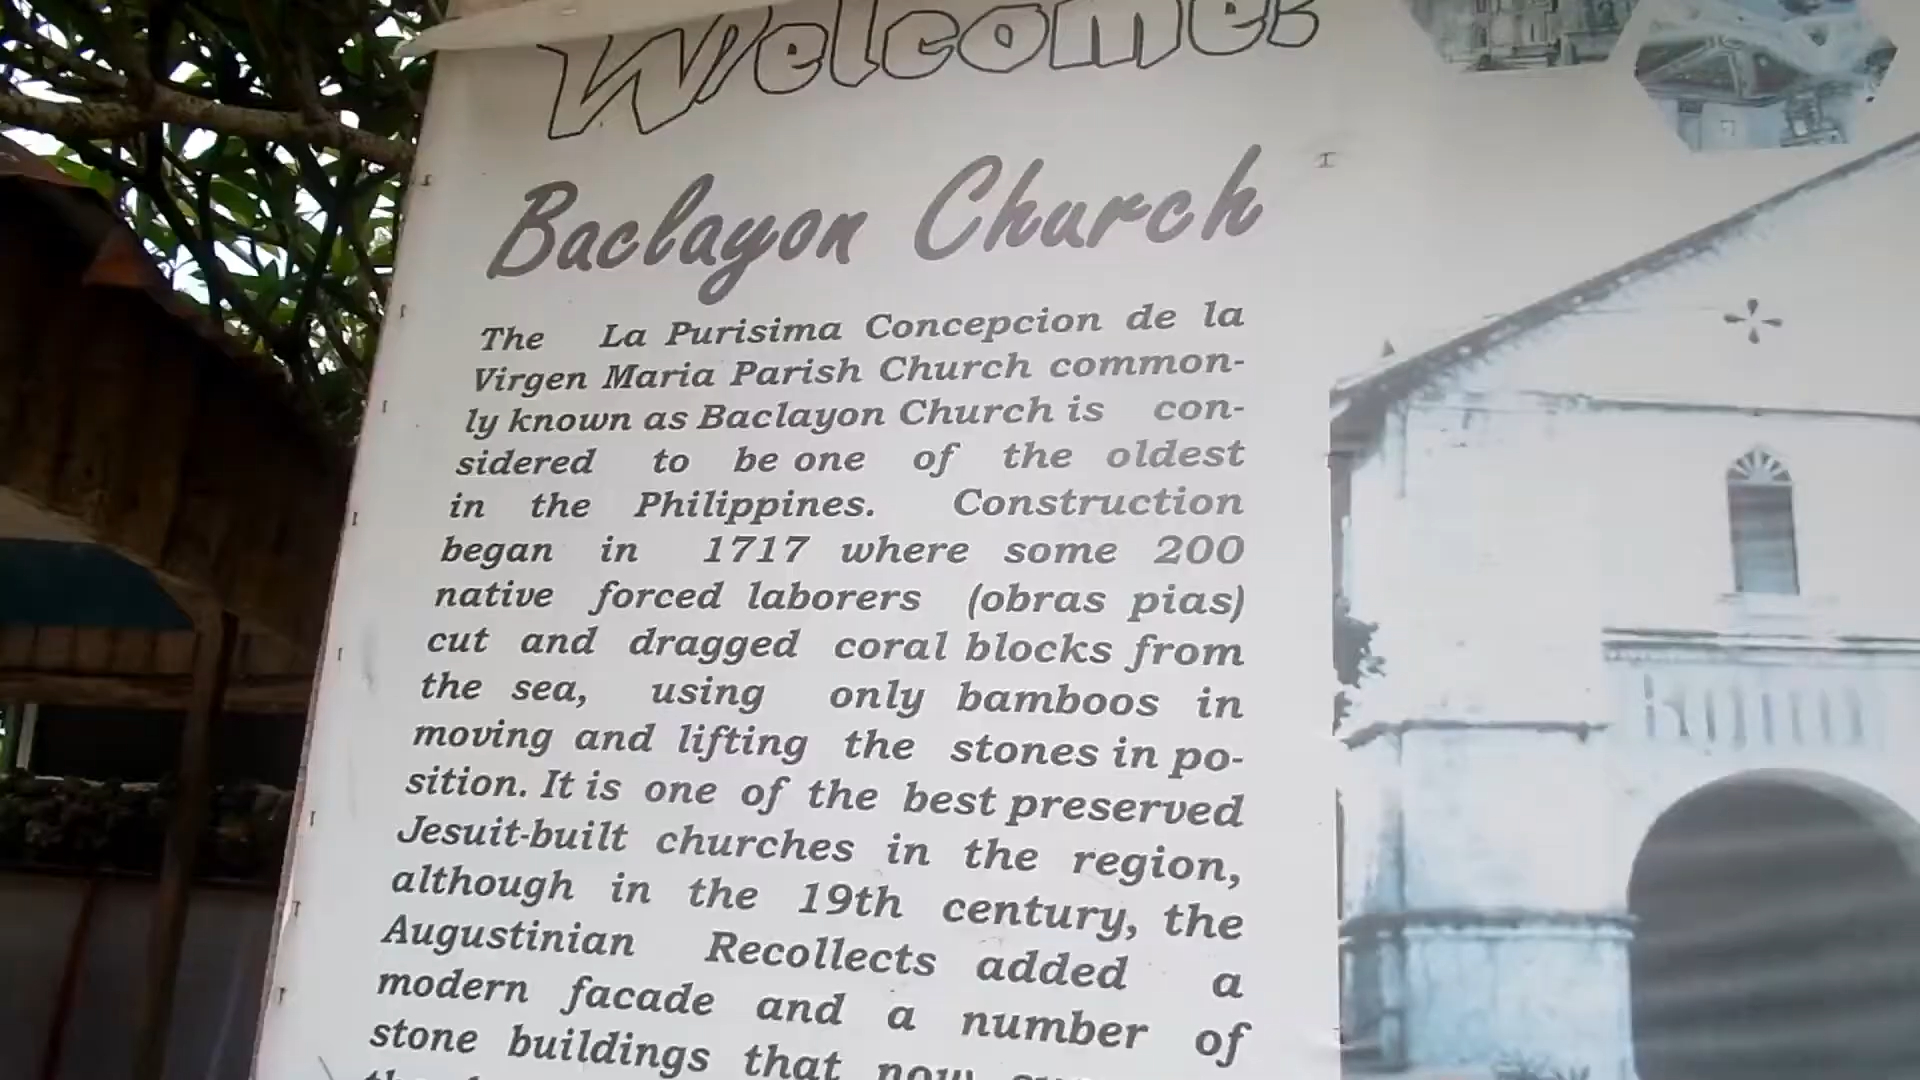 Welcome!
Baclayon Church
The La Purisima Concepcion de la
Virgen Maria Parish Church common-
ly known as Baclayon Church is con-
sidered to be one of the oldest
in the Philippines. Construction
began in 1717 where some 200
native forced laborers (obras pias)
cut and dragged coral blocks from
the sea, using only bamboos in
moving and lifting the stones in po-
sition. It is one of the best preserved
Jesuit-built churches in the region,
although in the 19th century, the
Augustinian Recollects added a
modern facade and a number of
stone buildings that now